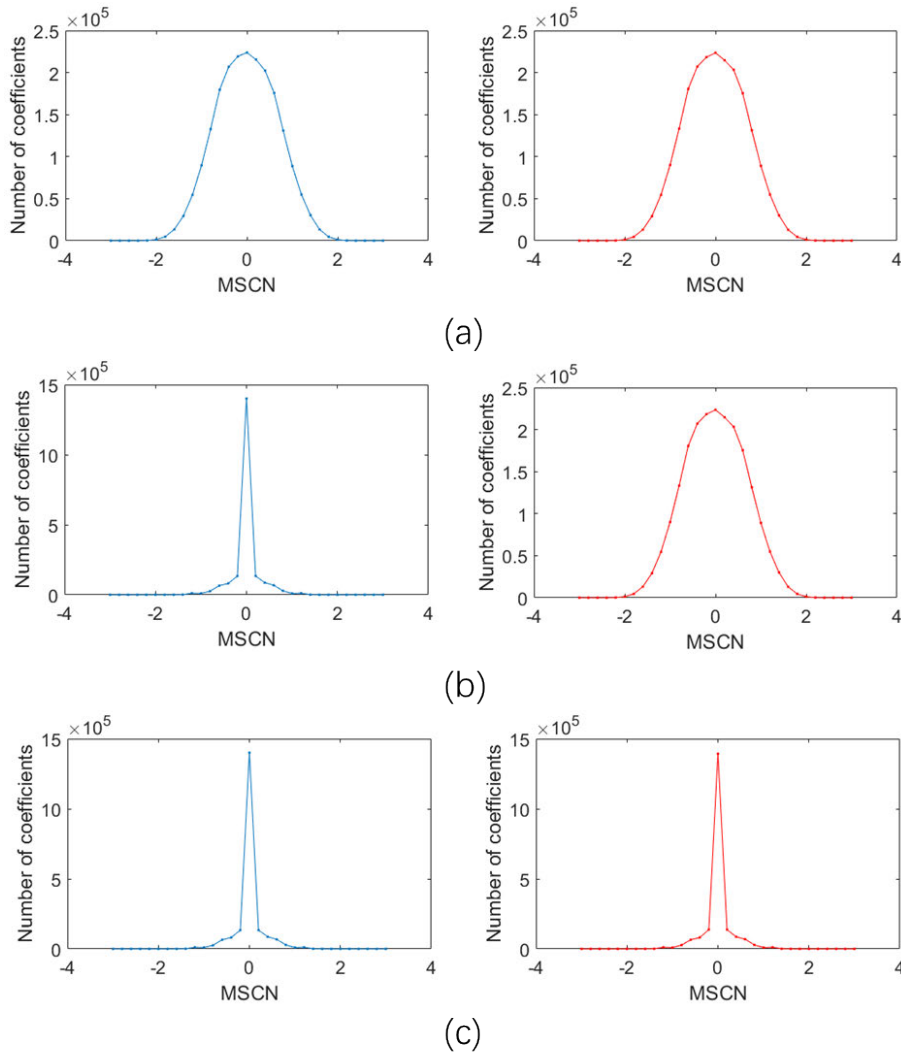 ×10⁵ ×10⁵
2.5 2.5
2 2
1.5 1.5
1 1
0.5 0.5
0 0
Number of coefficients Number of coefficients
-4 -2 0 2 4 -4 -2 0 2 4
MSCN MSCN
(a)
×10⁵ ×10⁵
15 2.5
10 2
5 1.5
0 1
0.5
0
Number of coefficients Number of coefficients
-4 -2 0 2 4 -4 -2 0 2 4
MSCN MSCN
(b)
×10⁵ ×10⁵
15 15
10 10
5 5
0 0
Number of coefficients Number of coefficients
-4 -2 0 2 4 -4 -2 0 2 4
MSCN MSCN
(c)